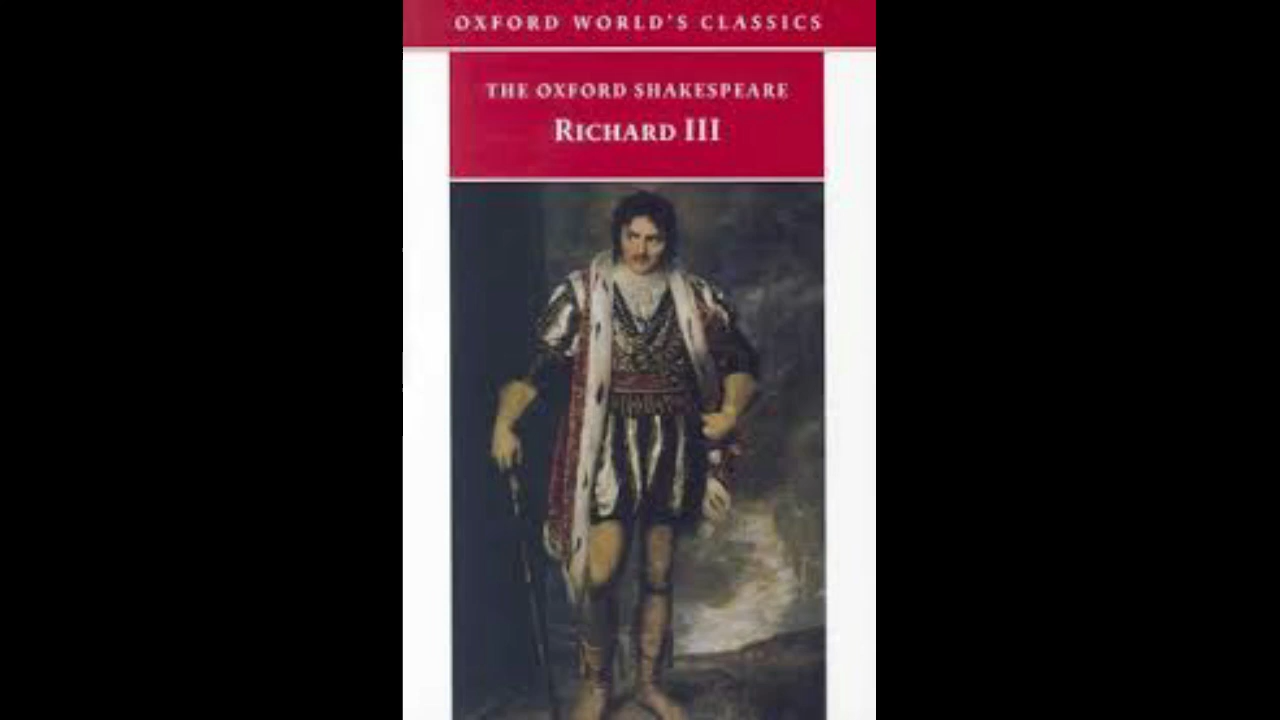 OXFORD WORLD'S CLASSICS
THE OXFORD SHAKESPEARE
RICHARD III